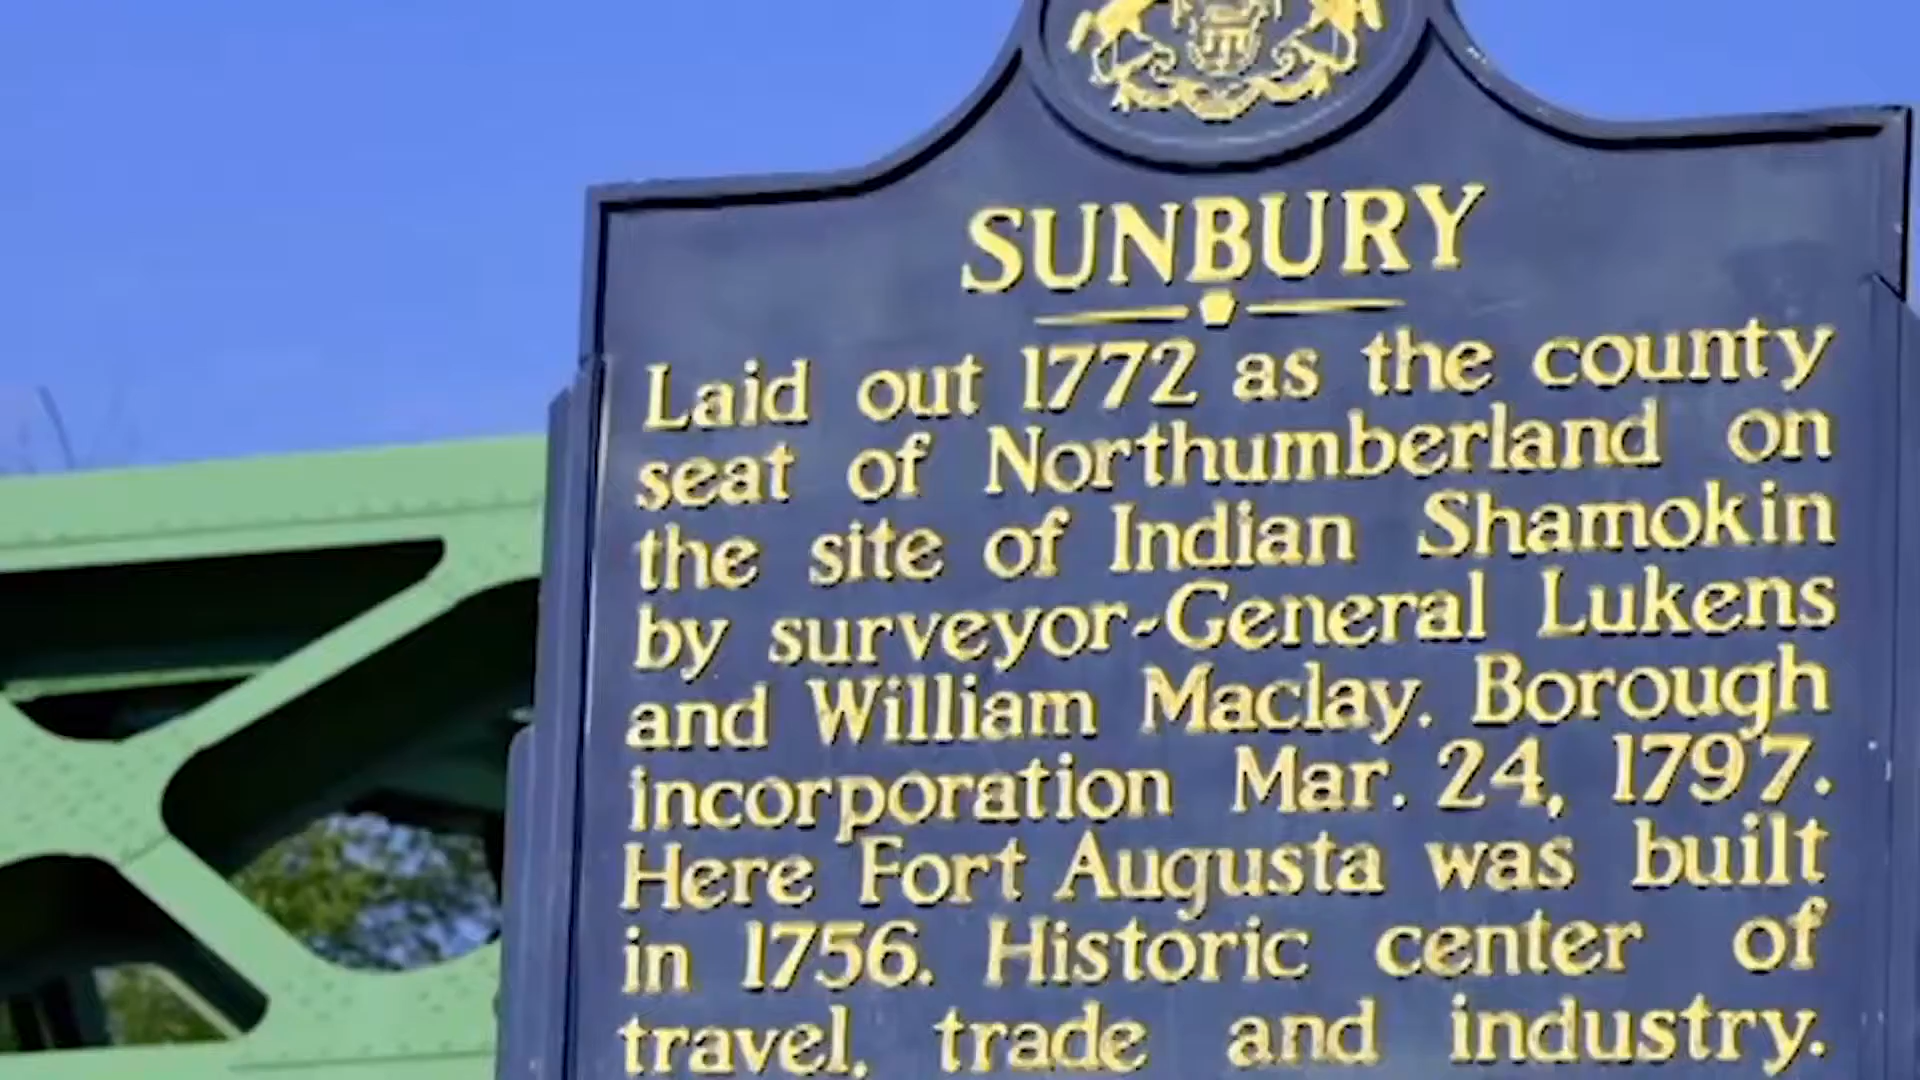 SUNBURY
Laid out 1772 as the county
seat of Northumberland on
the site of Indian Shamokin
by surveyor-General Lukens
and William Maclay. Borough
incorporation Mar. 24, 1797.
Here Fort Augusta was built
in 1756. Historic center of
travel, trade and industry.